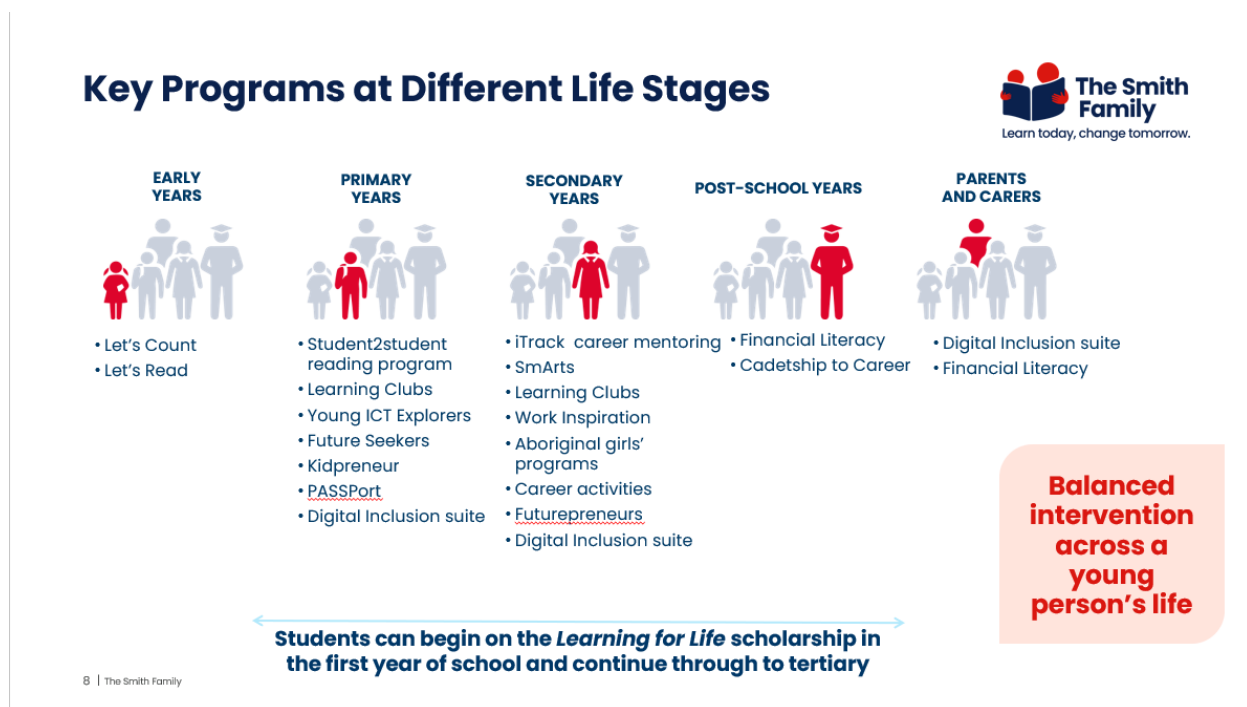 Key Programs at Different Life Stages
The Smith
Family
Learn today, change tomorrow.
EARLY
YEARS
• Let's Count
• Let's Read
PRIMARY
YEARS
• Student2student
reading program
• Learning Clubs
• Young ICT Explorers
• Future Seekers
• Kidpreneur
• PASSPort
• Digital Inclusion suite
SECONDARY
YEARS
• iTrack career mentoring
• SmArts
• Learning Clubs
• Work Inspiration
• Aboriginal girls'
programs
• Career activities
• Futurepreneurs
• Digital Inclusion suite
POST-SCHOOL YEARS
• Financial Literacy
• Cadetship to Career
PARENTS
AND CARERS
• Digital Inclusion suite
• Financial Literacy
Balanced
intervention
across a
young
person's life
Students can begin on the Learning for Life scholarship in
the first year of school and continue through to tertiary
8 | The Smith Family